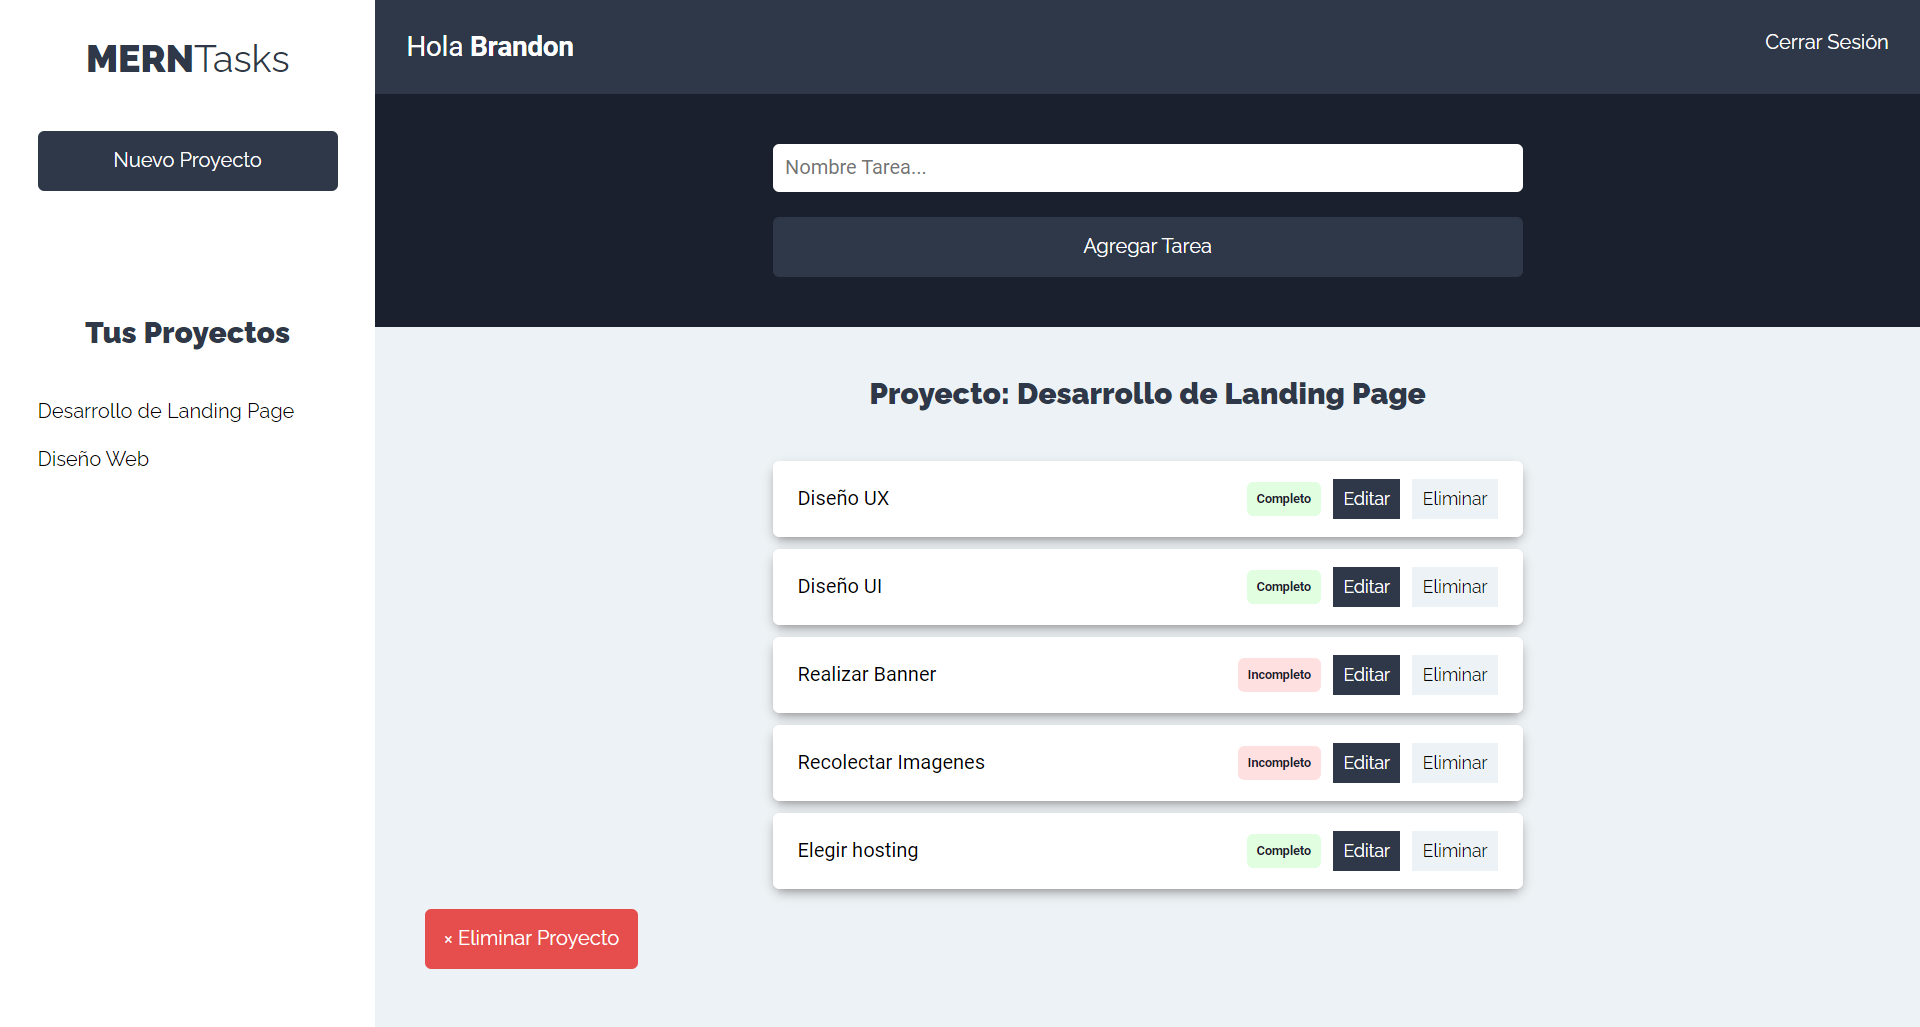 MERNTasks
Nuevo Proyecto
Tus Proyectos
Desarrollo de Landing Page
Diseño Web
Hola Brandon
Cerrar Sesión
Nombre Tarea...
Agregar Tarea
Proyecto: Desarrollo de Landing Page
Diseño UX Completo Editar Eliminar
Diseño UI Completo Editar Eliminar
Realizar Banner Incompleto Editar Eliminar
Recolectar Imagenes Incompleto Editar Eliminar
Elegir hosting Completo Editar Eliminar
× Eliminar Proyecto